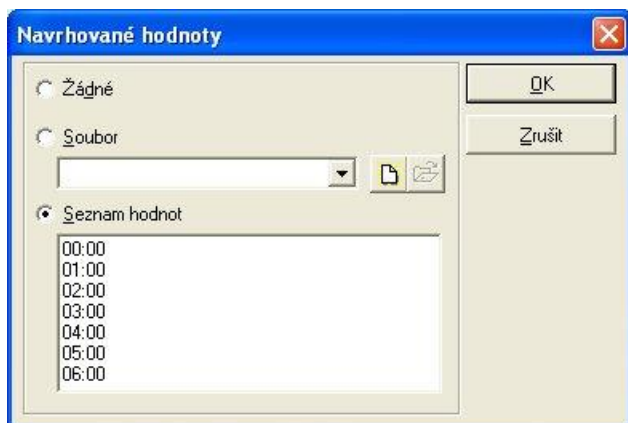 Navrhované hodnoty
Žádné
OK
Soubor
Zrušit
Seznam hodnot
00:00
01:00
02:00
03:00
04:00
05:00
06:00